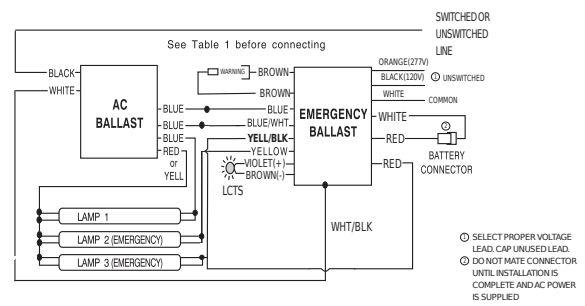 SWITCHED OR
UNSWITCHED
LINE
See Table 1 before connecting
ORANGE(277V)
BLACK(120V)
① UNSWITCHED
WHITE
COMMON
BLACK
WHITE
AC
BALLAST
BLUE
BLUE
BLUE
RED
or
YELL
WARNING
BROWN
BROWN
BLUE
BLUE/WHT
YELL/BLK
YELLOW
VIOLET(+)
BROWN(-)
LCTS
EMERGENCY
BALLAST
WHITE
RED
②
BATTERY
CONNECTOR
RED
WHT/BLK
LAMP 1
LAMP 2 (EMERGENCY)
LAMP 3 (EMERGENCY)
① SELECT PROPER VOLTAGE
LEAD. CAP UNUSED LEAD.
② DO NOT MATE CONNECTOR
UNTIL INSTALLATION IS
COMPLETE AND AC POWER
IS SUPPLIED